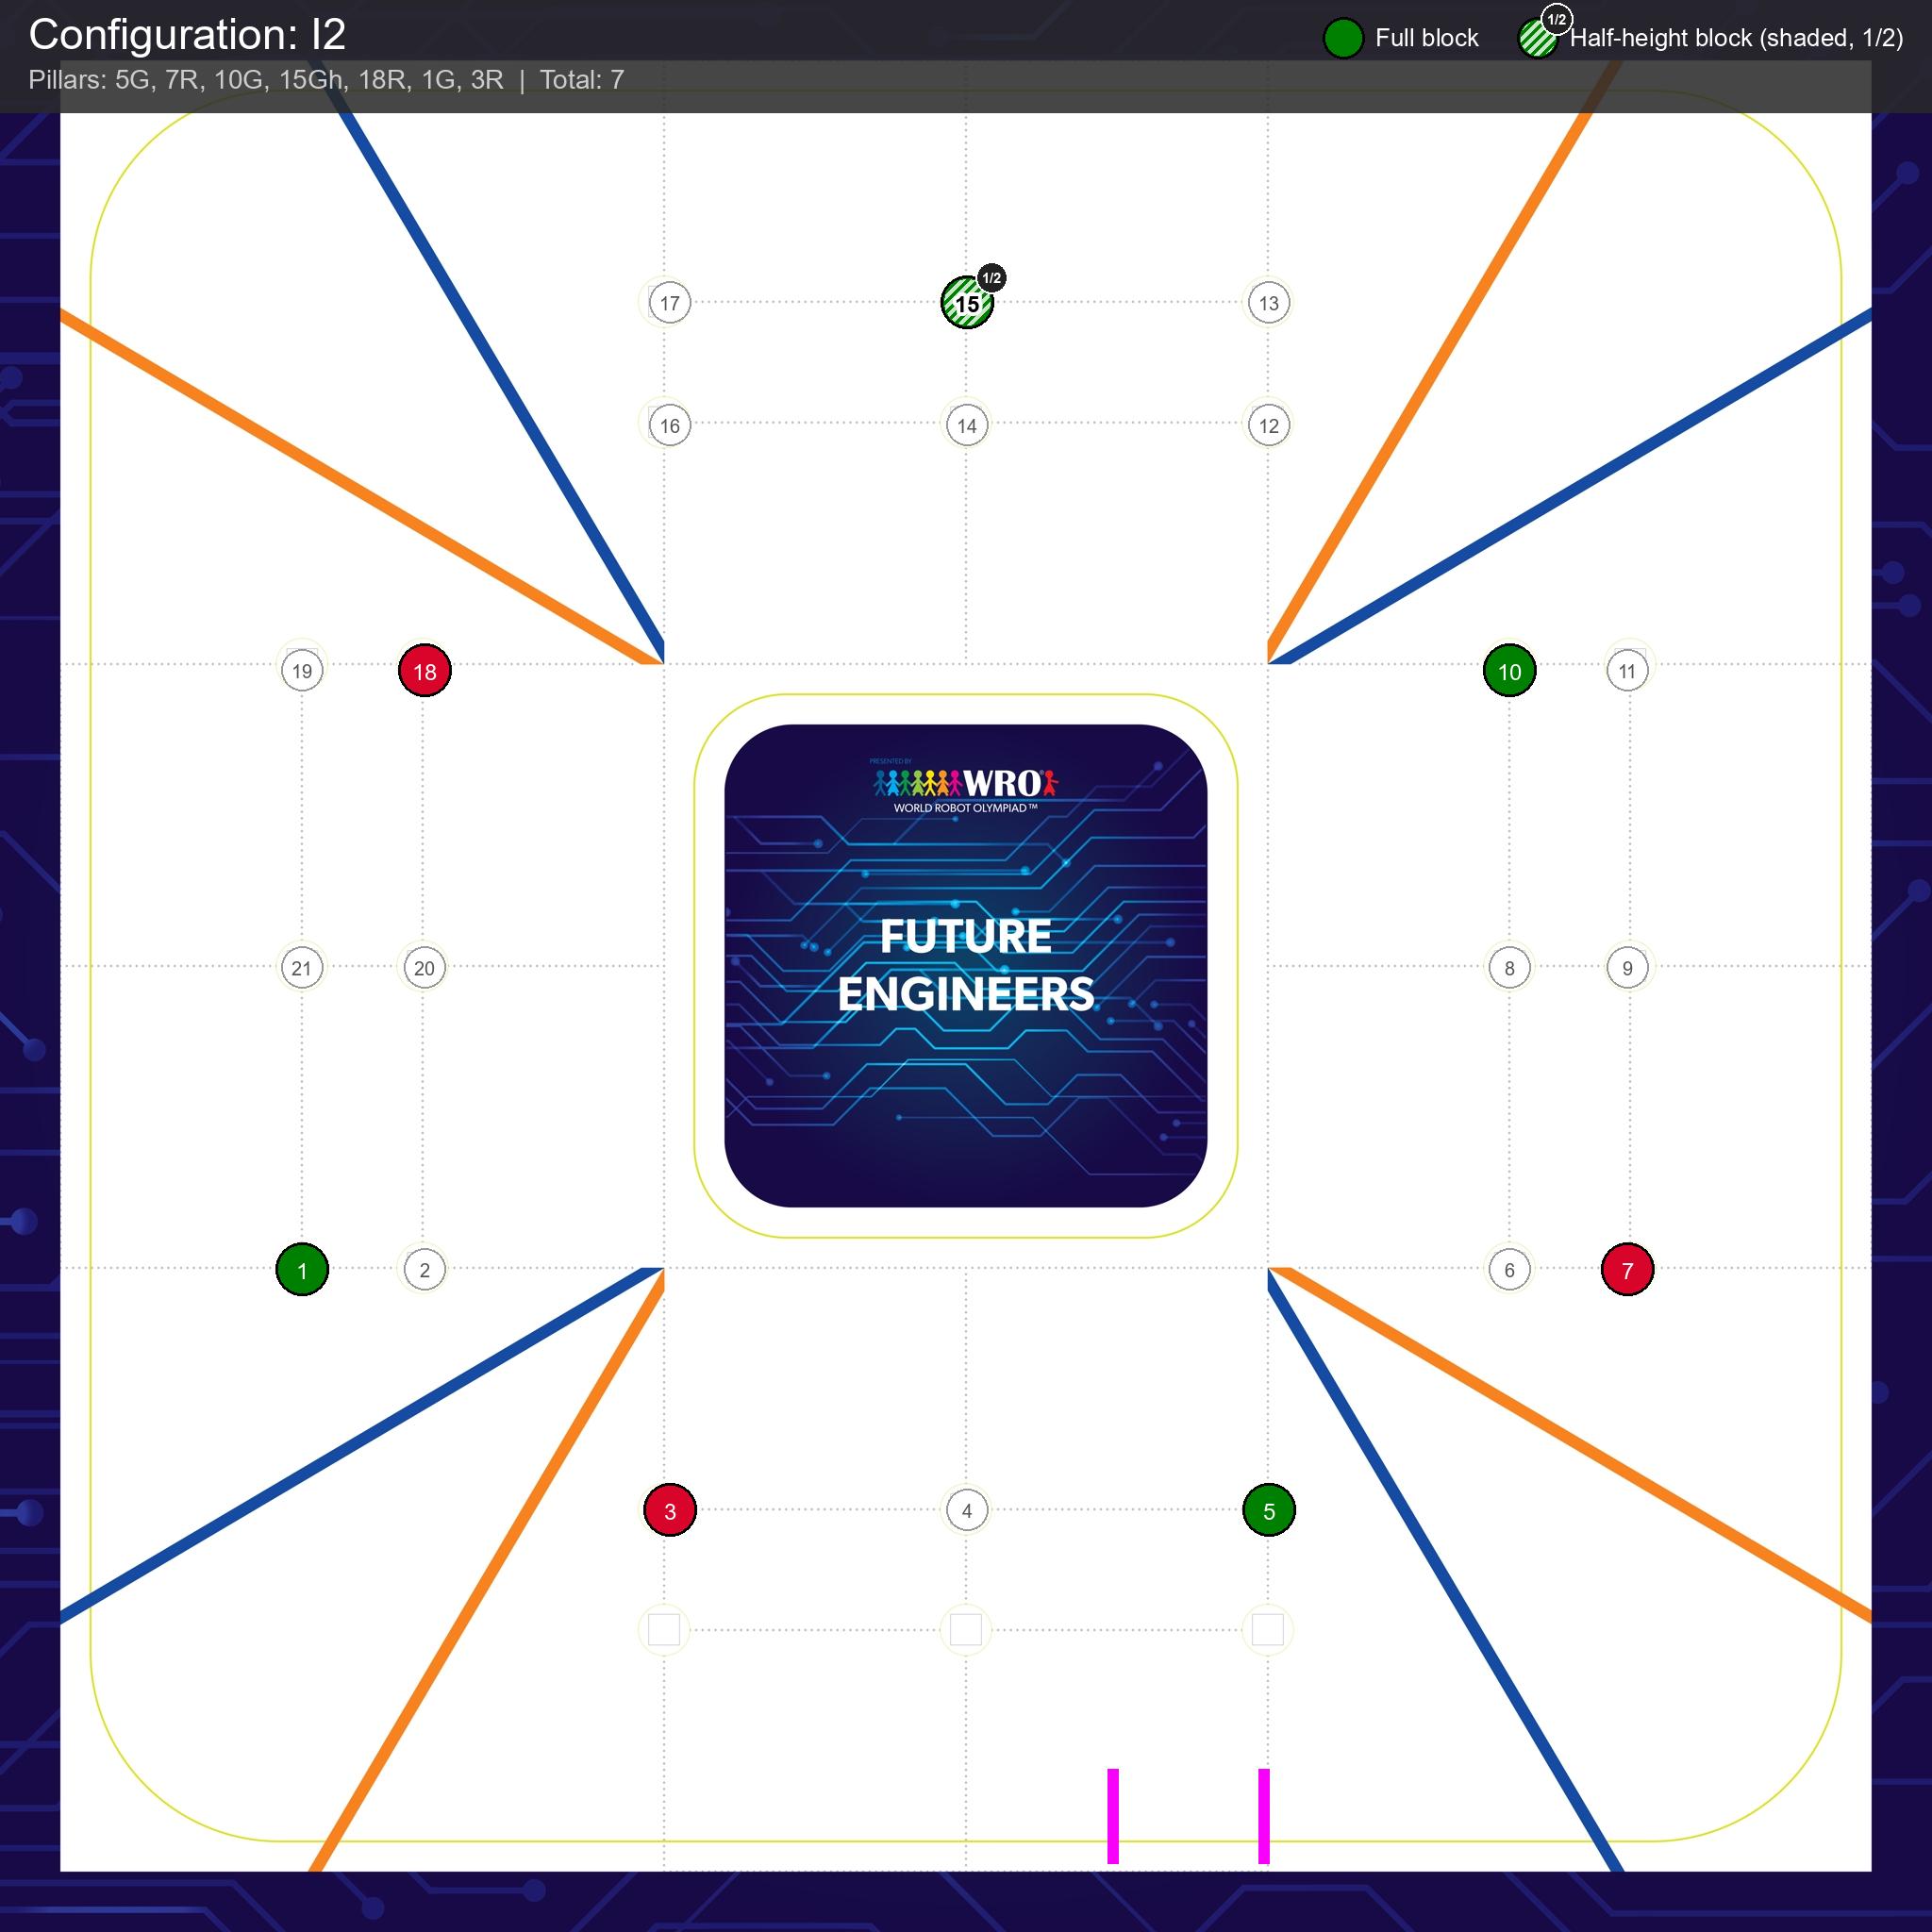 Configuration: I2
Pillars: 5G, 7R, 10G, 15Gh, 18R, 1G, 3R | Total: 7
Full block
1/2
Half-height block (shaded, 1/2)
1/2
17
15
13
16
14
12
19
18
10
11
PRESENTED BY
WRO
WORLD ROBOT OLYMPIAD™
FUTURE
ENGINEERS
21
20
8
9
1
2
6
7
3
4
5